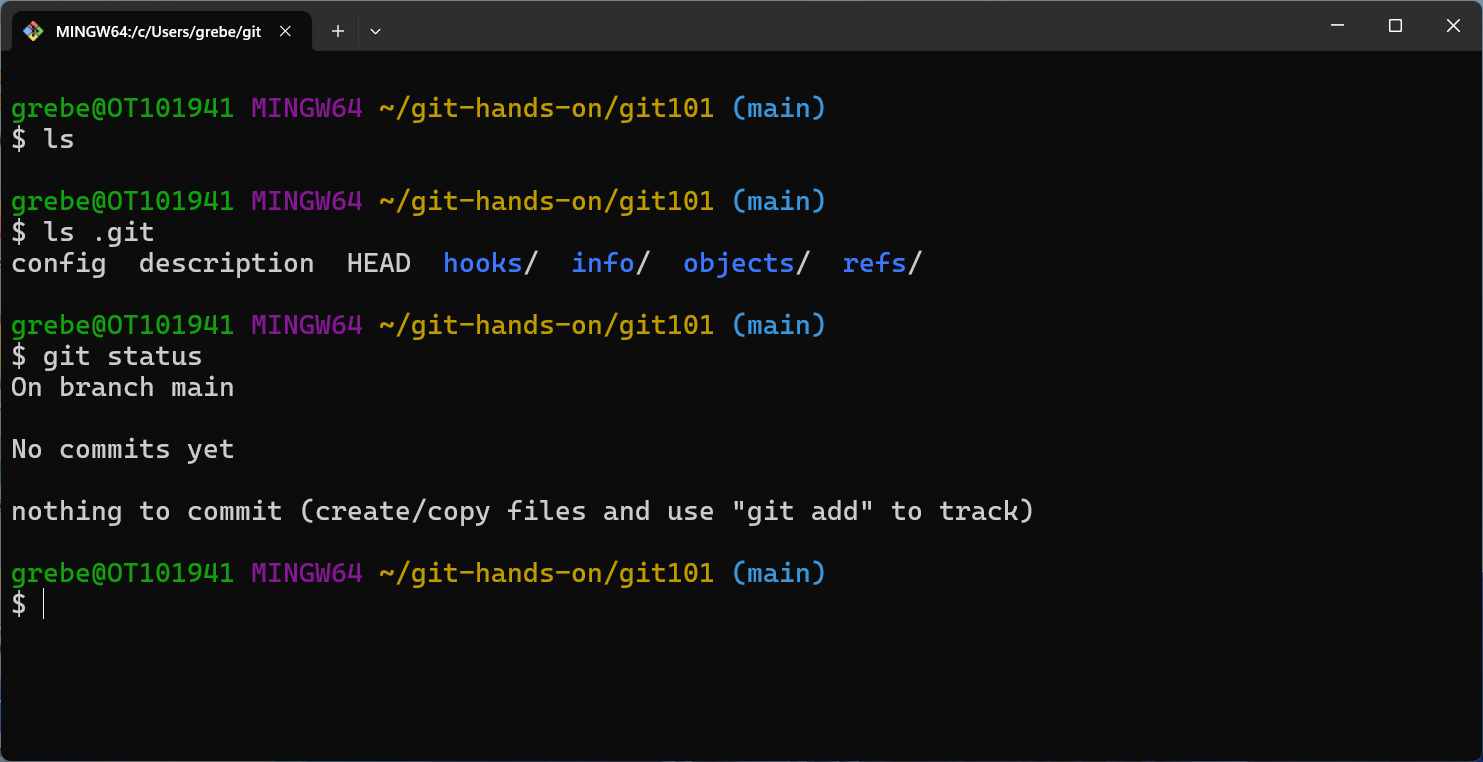 MINGW64:/c/Users/grebe/git
grebe@OT101941 MINGW64 ~/git-hands-on/git101 (main)
$ ls
grebe@OT101941 MINGW64 ~/git-hands-on/git101 (main)
$ ls .git
config  description  HEAD  hooks/  info/  objects/  refs/
grebe@OT101941 MINGW64 ~/git-hands-on/git101 (main)
$ git status
On branch main
No commits yet
nothing to commit (create/copy files and use "git add" to track)
grebe@OT101941 MINGW64 ~/git-hands-on/git101 (main)
$